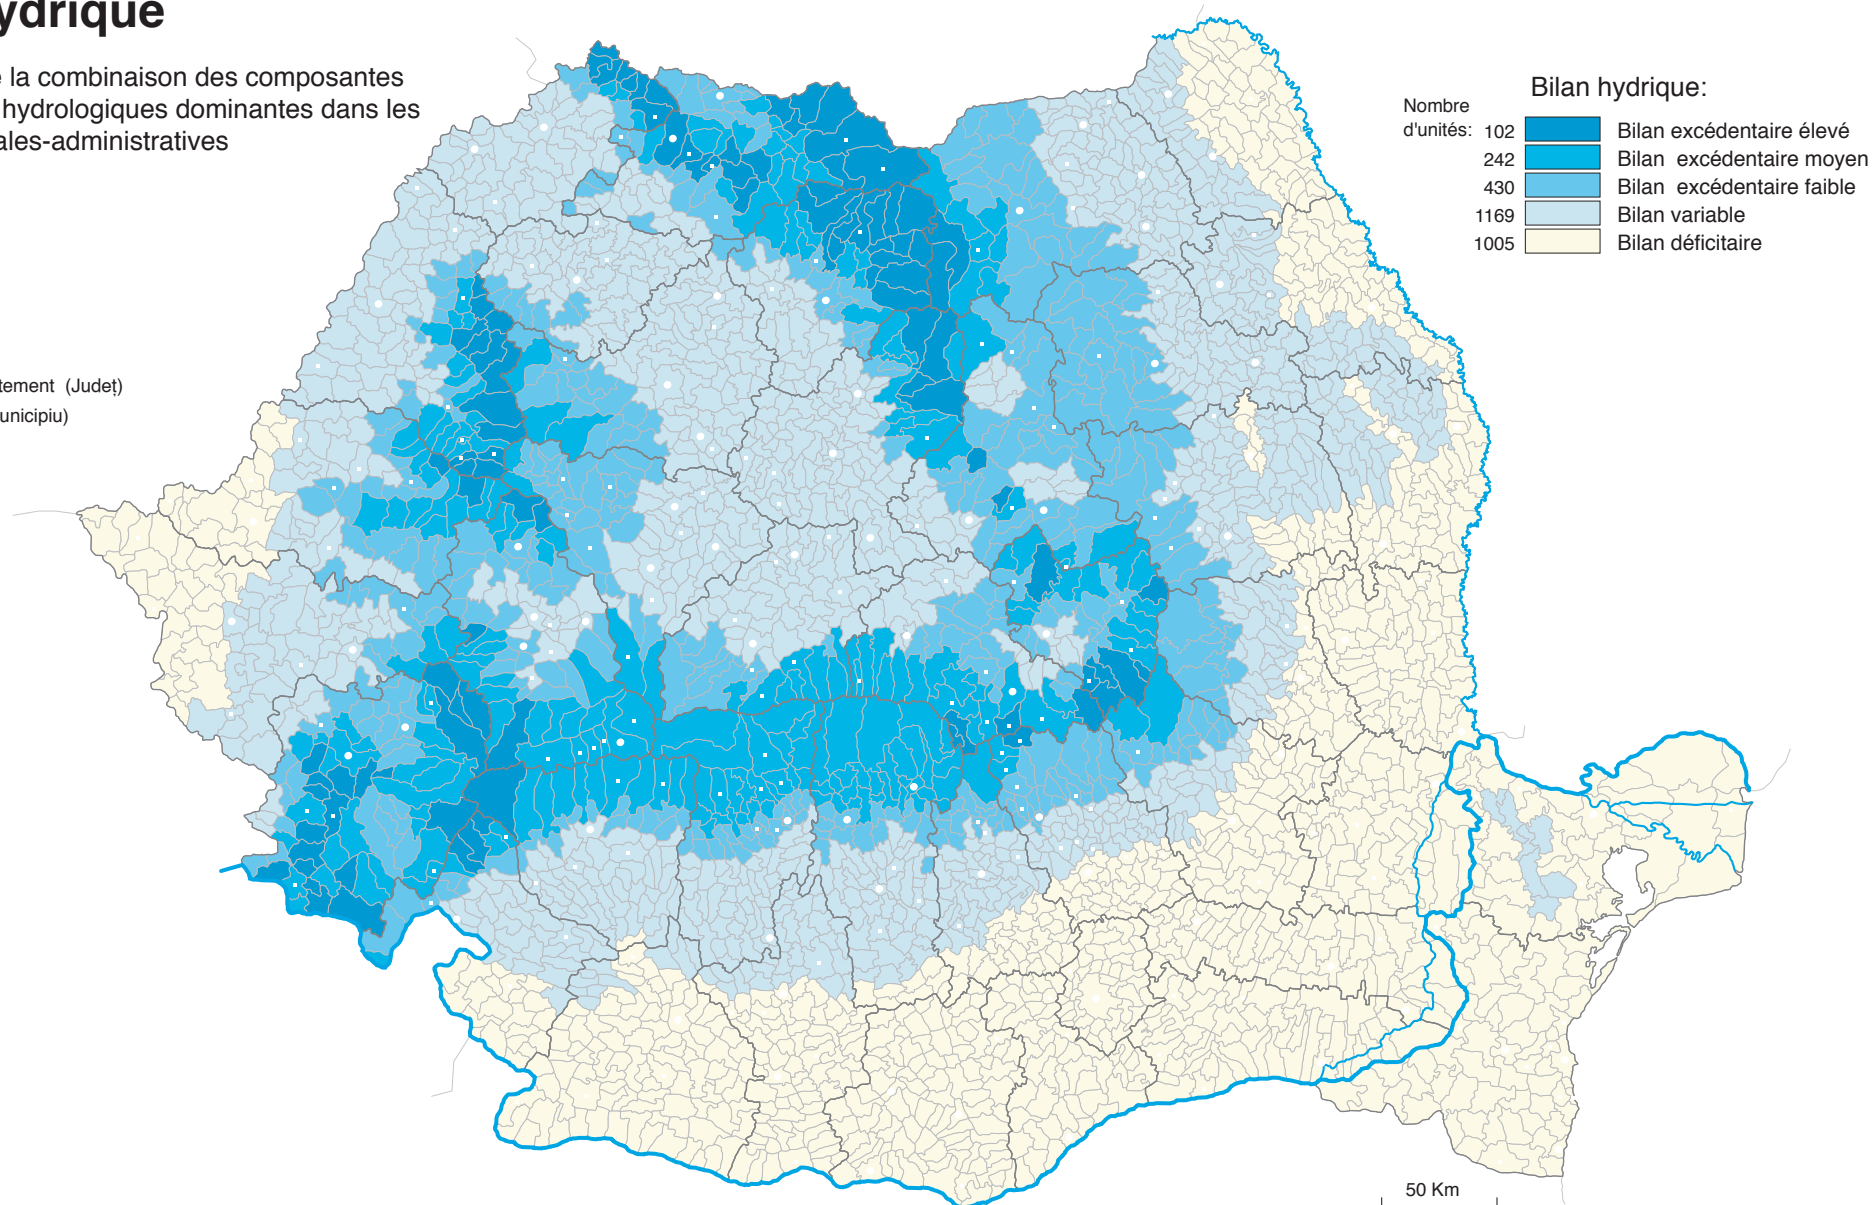 ydrique
e la combinaison des composantes
hydrologiques dominantes dans les
ales-administratives
tement (Județ)
unicipiu)
Bilan hydrique:
Nombre
d'unités:
102 Bilan excédentaire élevé
242 Bilan excédentaire moyen
430 Bilan excédentaire faible
1169 Bilan variable
1005 Bilan déficitaire
50 Km